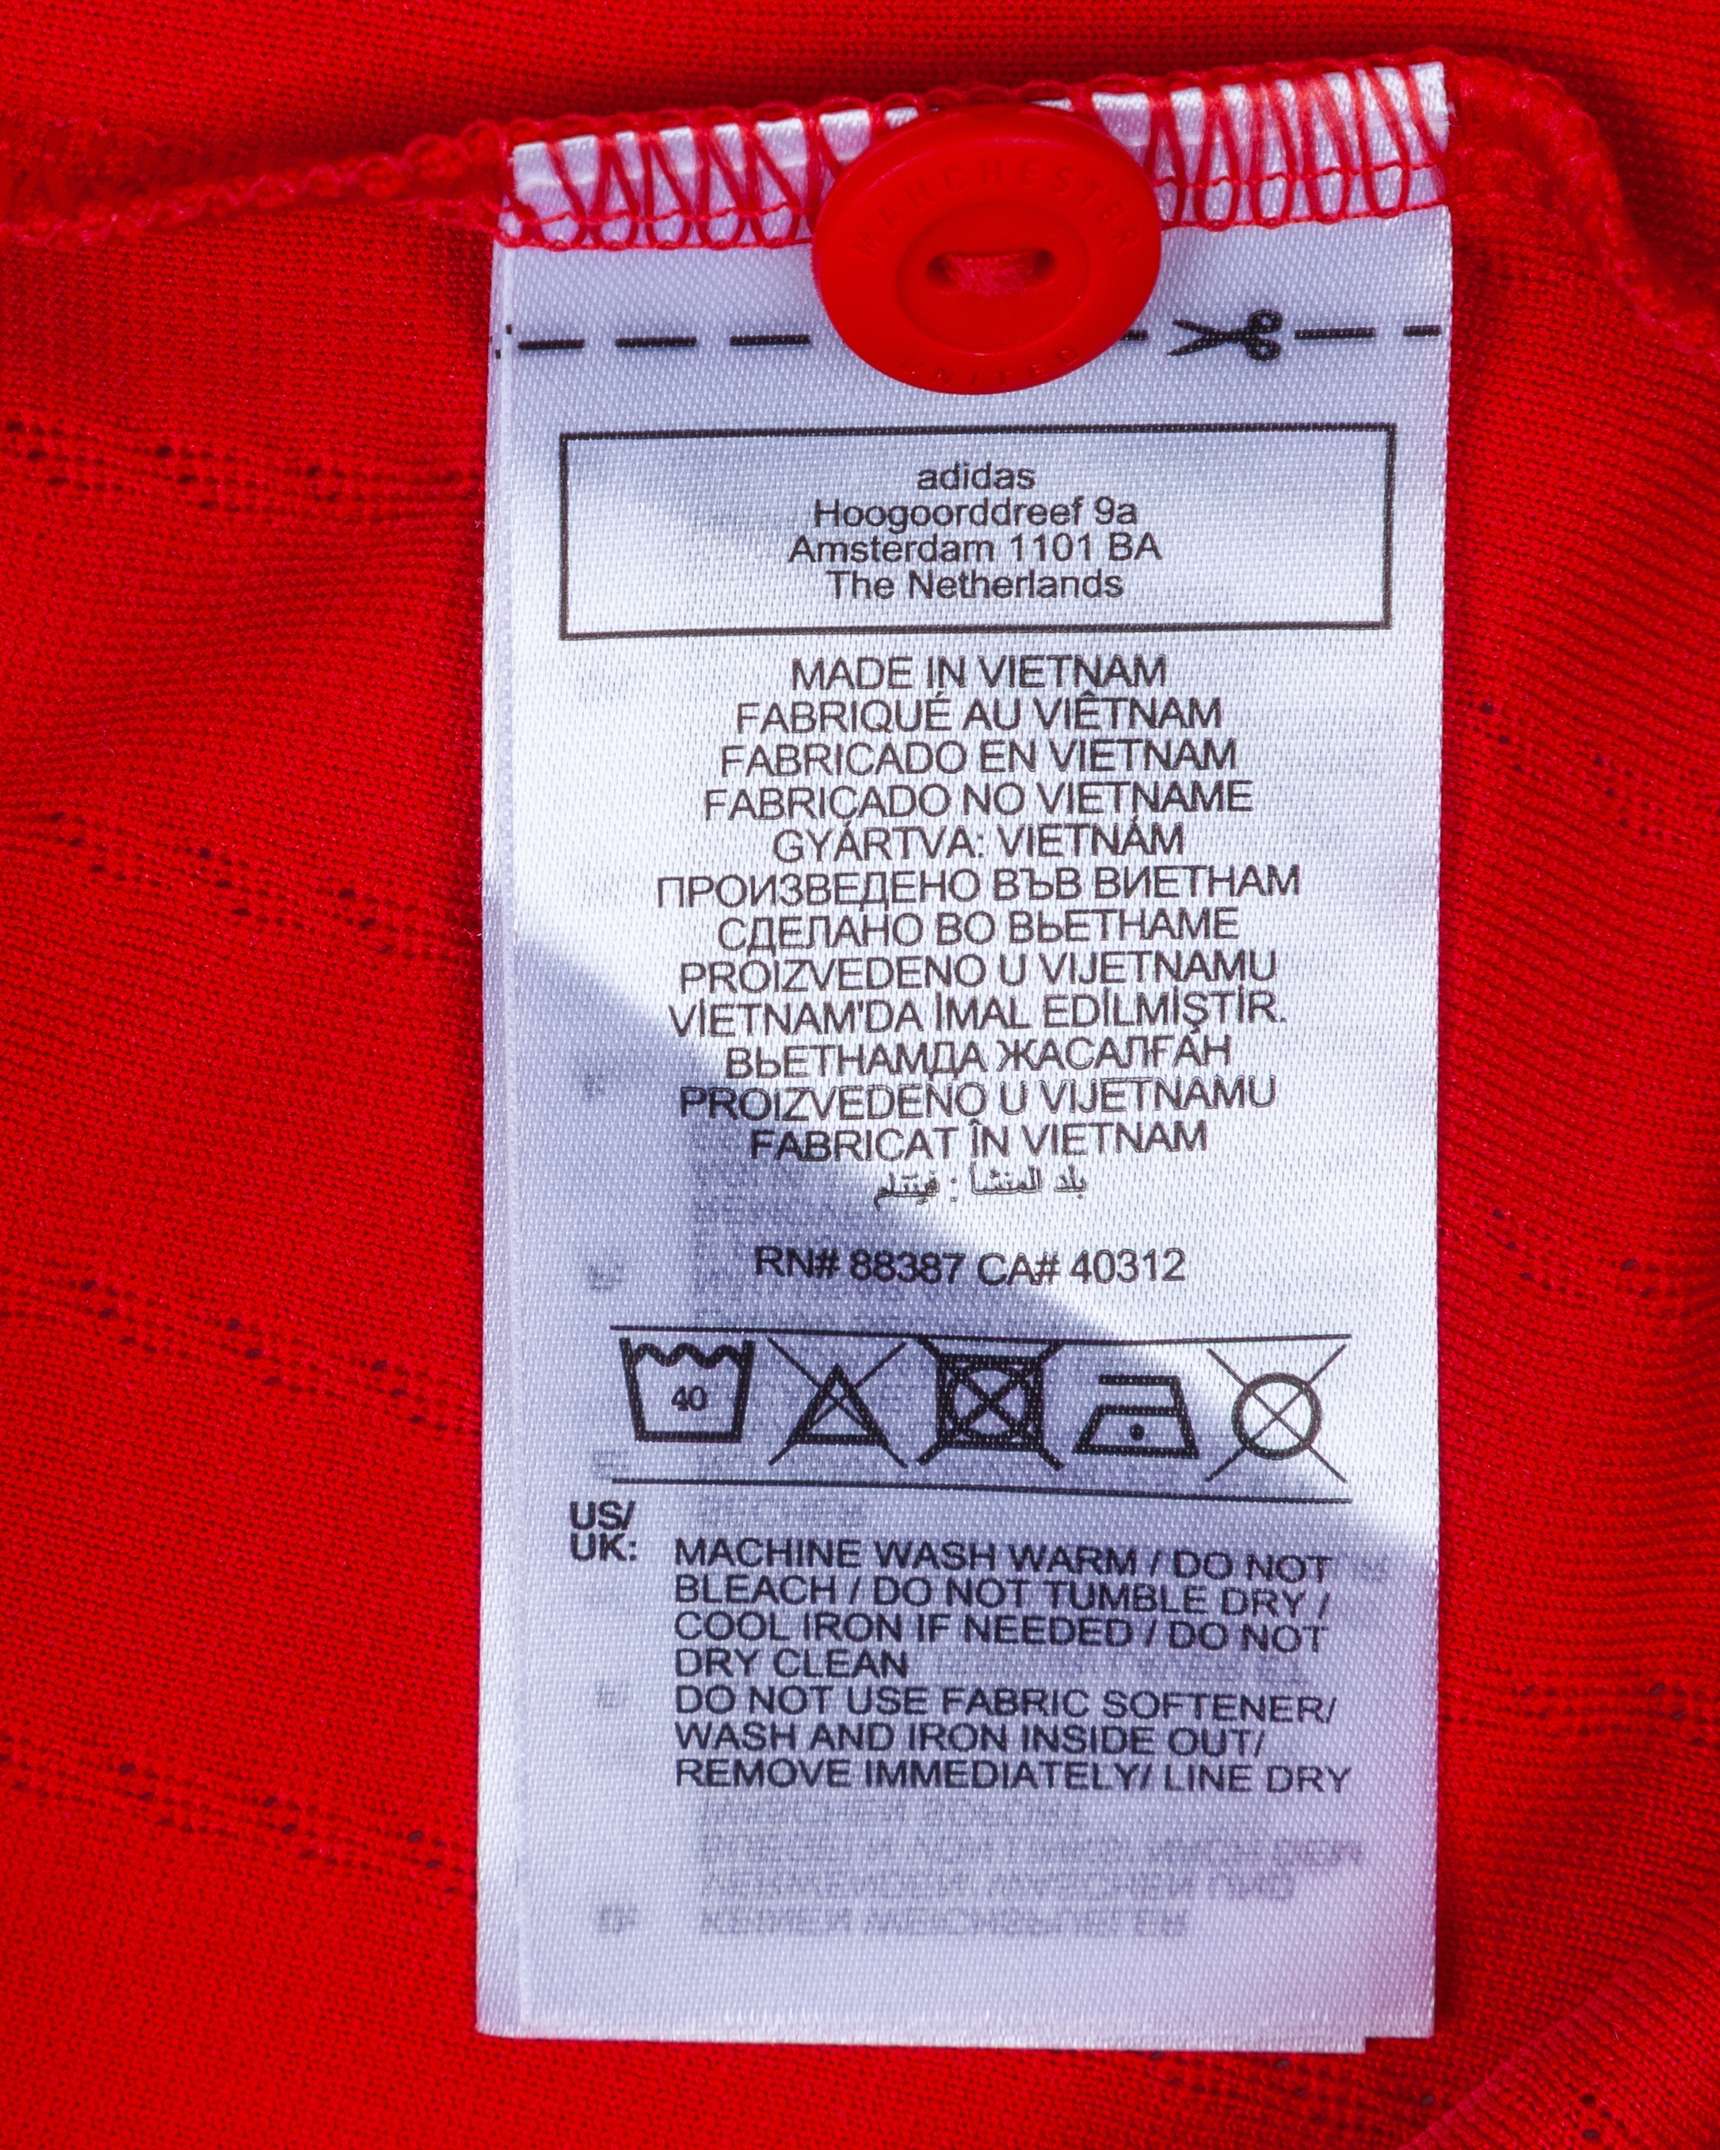 MANCHESTER
UNITED
adidas
Hoogoorddreef 9a
Amsterdam 1101 BA
The Netherlands
MADE IN VIETNAM
FABRIQUÉ AU VIÊTNAM
FABRICADO EN VIETNAM
FABRICADO NO VIETNAME
GYÁRTVA: VIETNÁM
ПРОИЗВЕДЕНО ВЪВ ВИЕТНАМ
СДЕЛАНО ВО ВЬЕТНАМЕ
PROIZVEDENO U VIJETNAMU
VİETNAM'DA İMAL EDİLMİŞTİR.
ВЬЕТНАМДА ЖАСАЛҒАН
PROIZVEDENO U VIJETNAMU
FABRICAT ÎN VIETNAM
بلد المنشأ : فيتنام
RN# 88387 CA# 40312
40
US/
UK:
MACHINE WASH WARM / DO NOT
BLEACH / DO NOT TUMBLE DRY /
COOL IRON IF NEEDED / DO NOT
DRY CLEAN
DO NOT USE FABRIC SOFTENER/
WASH AND IRON INSIDE OUT/
REMOVE IMMEDIATELY/ LINE DRY